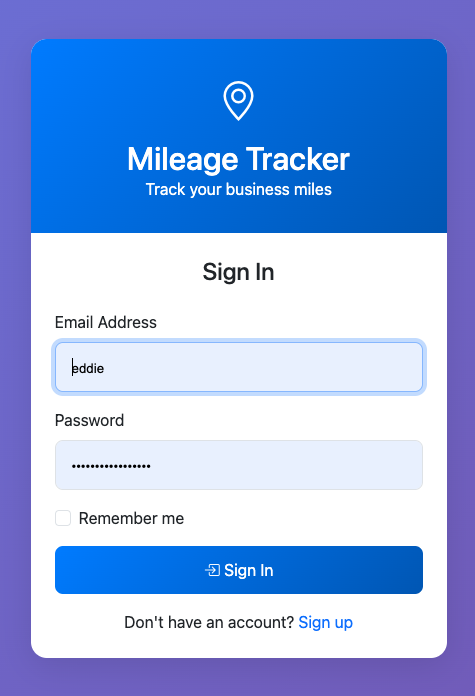 Mileage Tracker
Track your business miles
Sign In
Email Address
eddie
Password
•••••••••••••••••
Remember me
Sign In
Don't have an account? Sign up